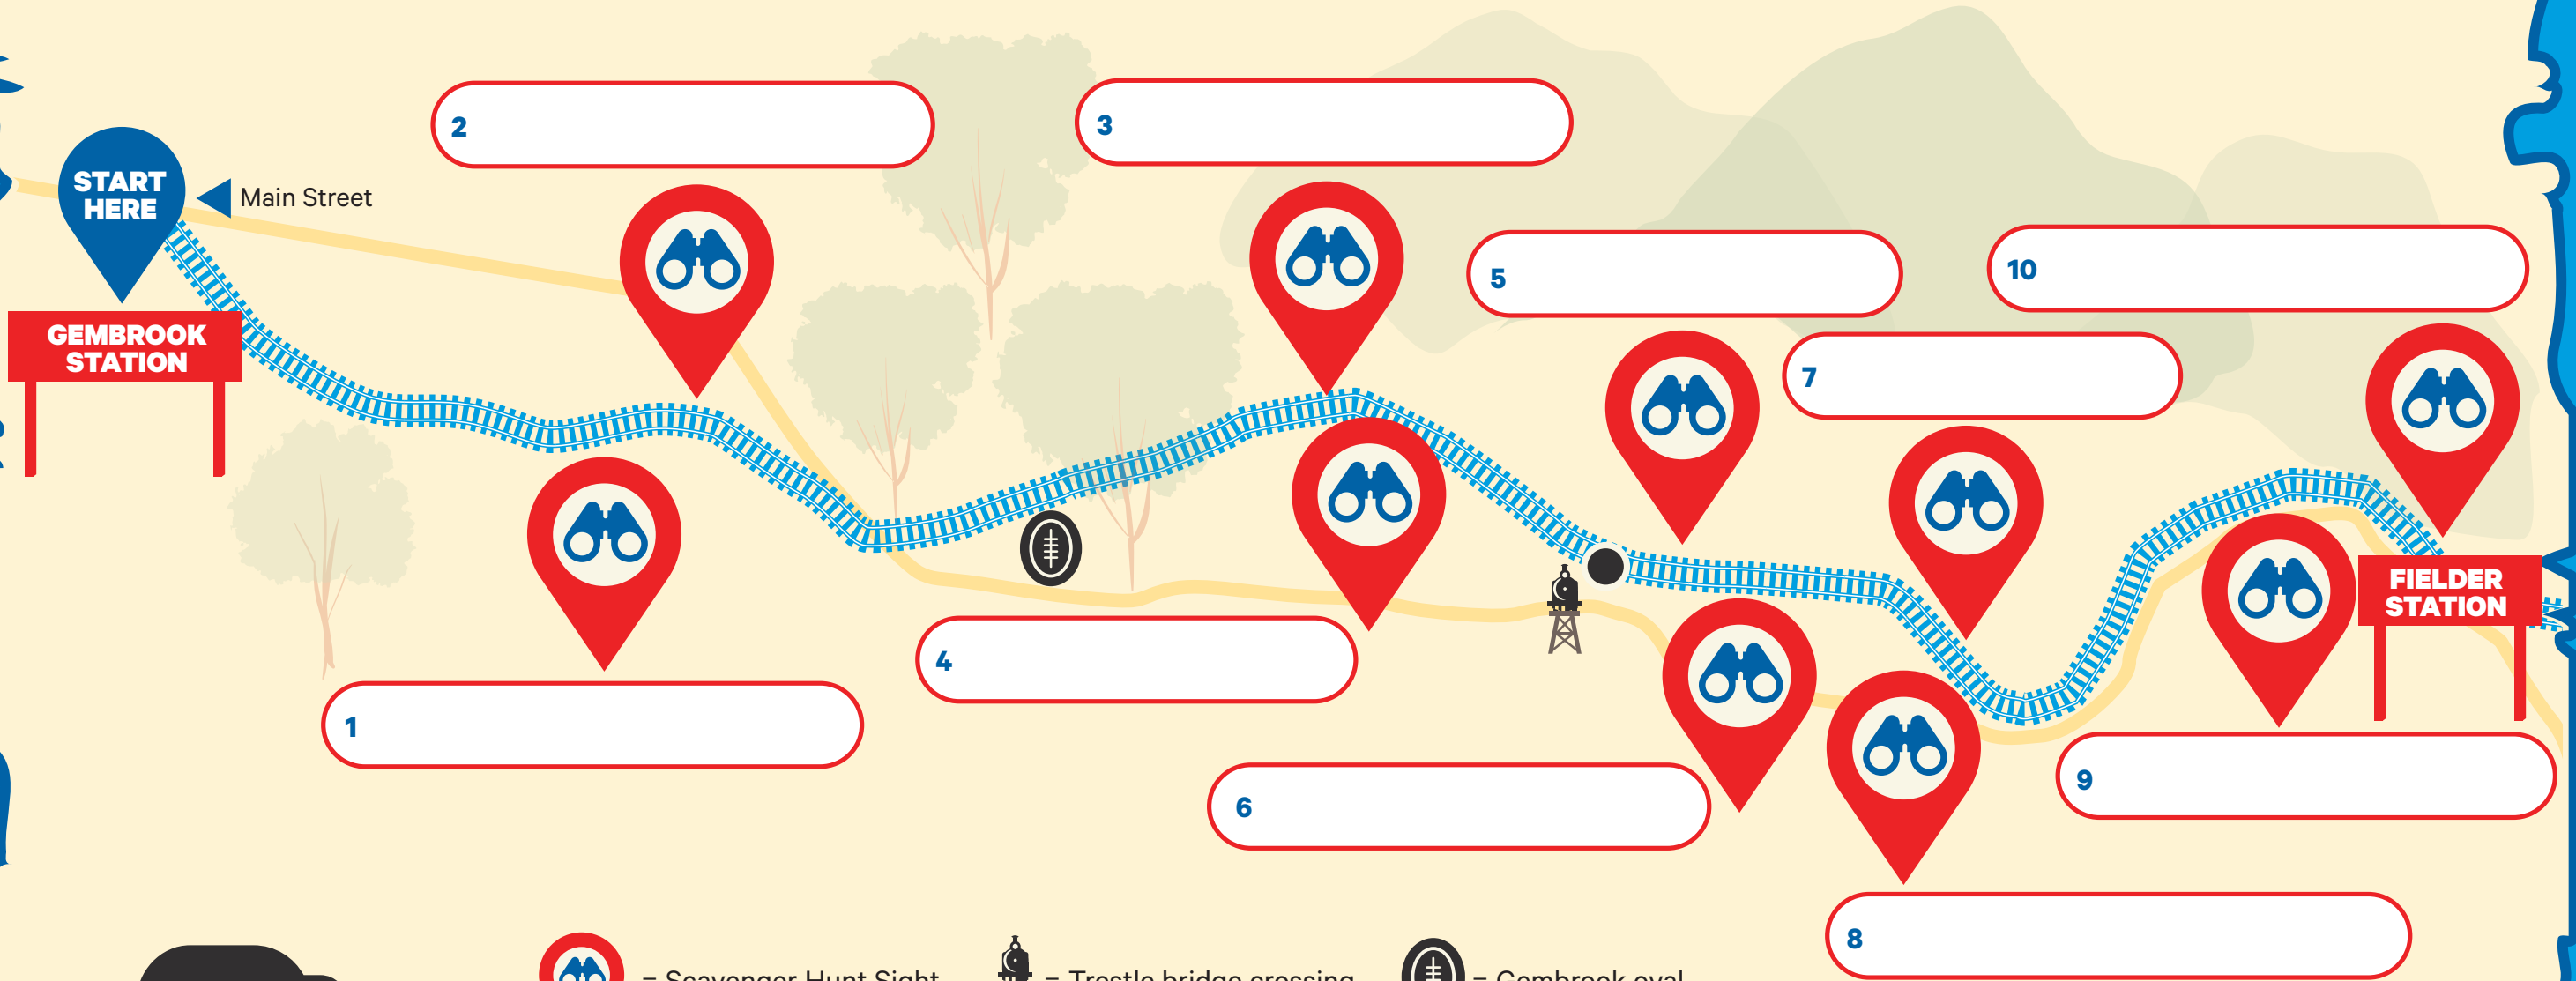 2
3
START
HERE
Main Street
5
10
GEMBROOK
STATION
7
FIELDER
STATION
4
1
9
6
8
= Scavenger Hunt Sight
= Trestle bridge crossing
= Gembrook oval